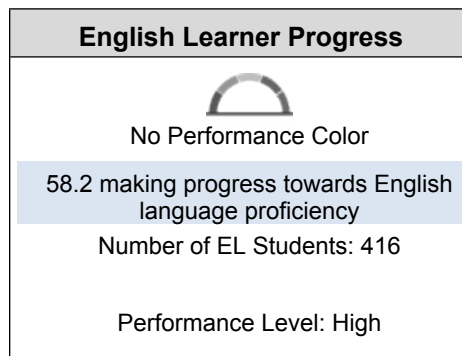 English Learner Progress
No Performance Color
58.2 making progress towards English
language proficiency
Number of EL Students: 416
Performance Level: High